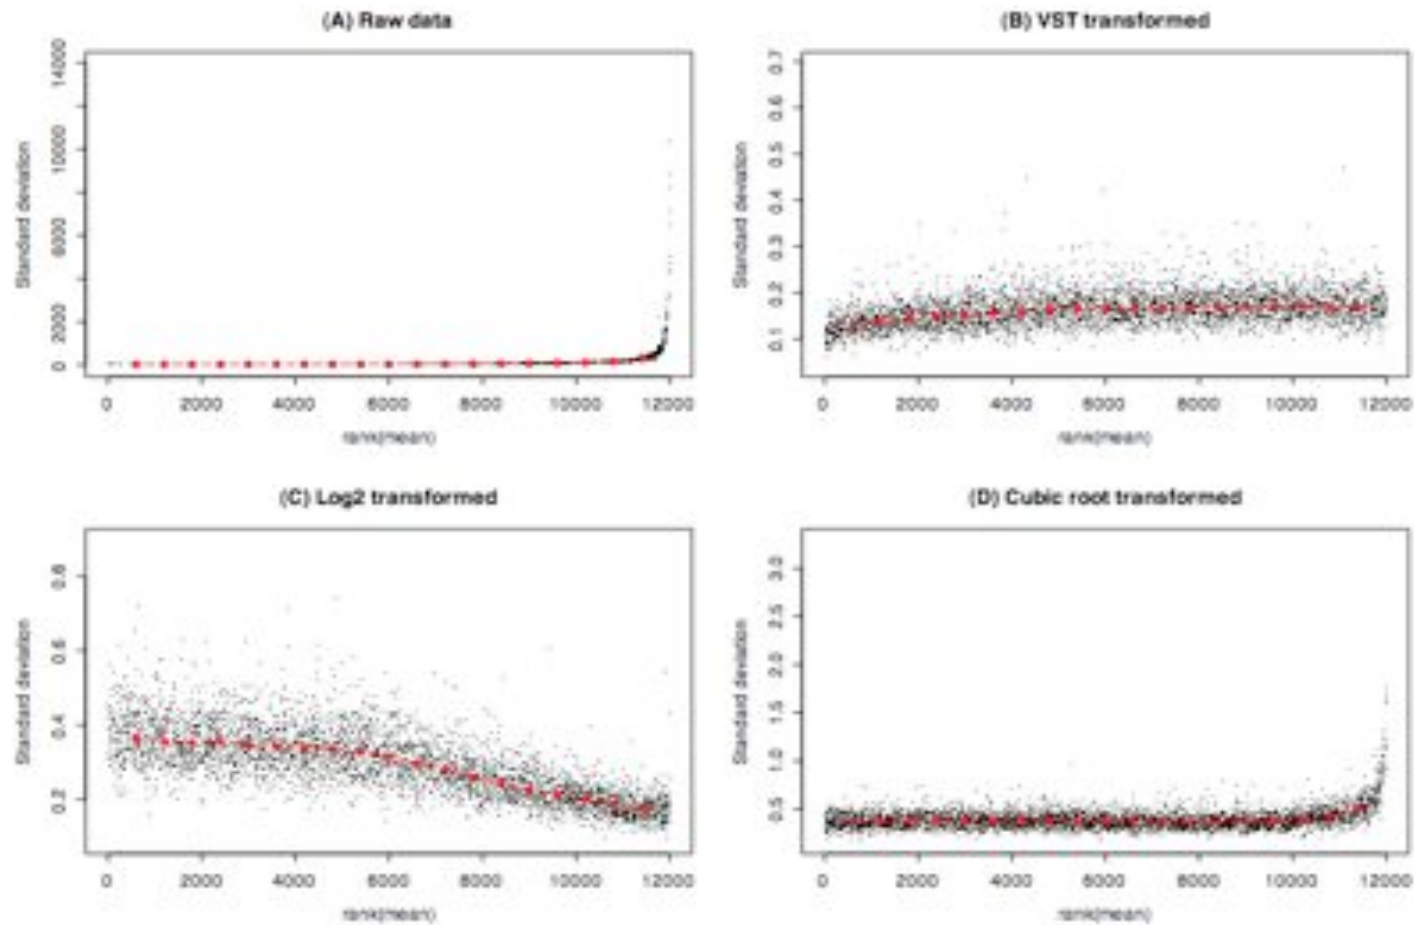 (A) Raw data
Standard deviation
0 2000 6000 10000 14000
0 2000 4000 6000 8000 10000 12000
rank(mean)
(B) VST transformed
Standard deviation
0.1 0.2 0.3 0.4 0.5 0.6 0.7
0 2000 4000 6000 8000 10000 12000
rank(mean)
(C) Log2 transformed
Standard deviation
0.2 0.4 0.6 0.8
0 2000 4000 6000 8000 10000 12000
rank(mean)
(D) Cubic root transformed
Standard deviation
0.5 1.0 1.5 2.0 2.5 3.0
0 2000 4000 6000 8000 10000 12000
rank(mean)